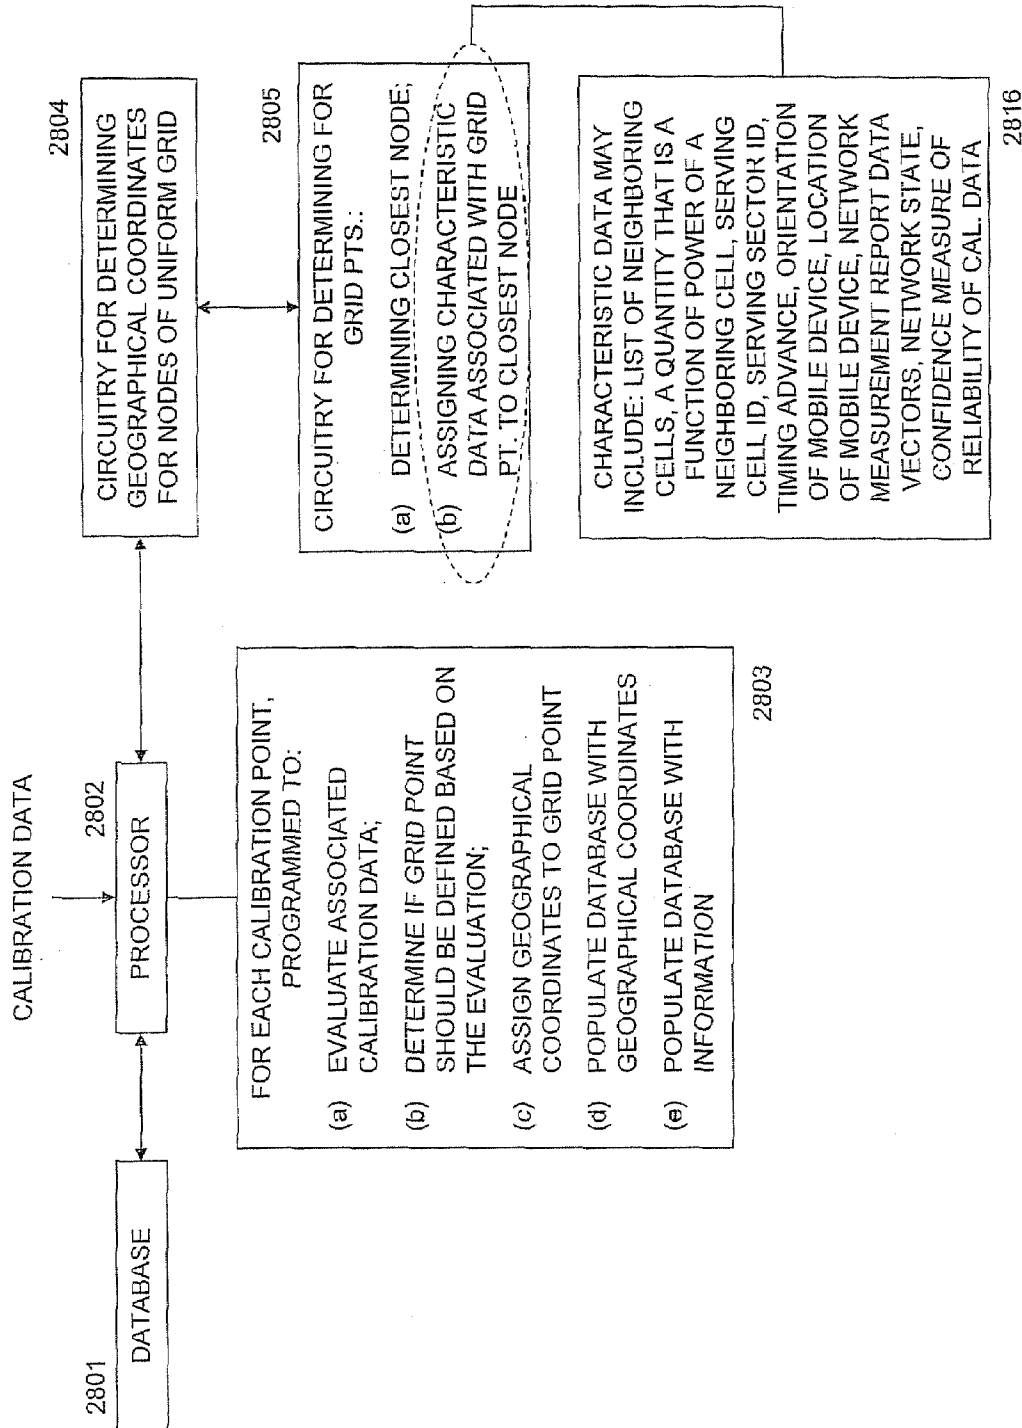 CALIBRATION DATA
2801
DATABASE
2802
PROCESSOR
2804
CIRCUITRY FOR DETERMINING
GEOGRAPHICAL COORDINATES
FOR NODES OF UNIFORM GRID
FOR EACH CALIBRATION POINT,
PROGRAMMED TO:
(a) EVALUATE ASSOCIATED
CALIBRATION DATA;
(b) DETERMINE IF GRID POINT
SHOULD BE DEFINED BASED ON
THE EVALUATION;
(c) ASSIGN GEOGRAPHICAL
COORDINATES TO GRID POINT
(d) POPULATE DATABASE WITH
GEOGRAPHICAL COORDINATES
(e) POPULATE DATABASE WITH
INFORMATION
2803
2805
CIRCUITRY FOR DETERMINING FOR
GRID PTS.:
(a) DETERMINING CLOSEST NODE;
(b) ASSIGNING CHARACTERISTIC
DATA ASSOCIATED WITH GRID
PT. TO CLOSEST NODE
CHARACTERISTIC DATA MAY
INCLUDE: LIST OF NEIGHBORING
CELLS, A QUANTITY THAT IS A
FUNCTION OF POWER OF A
NEIGHBORING CELL, SERVING
CELL ID, SERVING SECTOR ID,
TIMING ADVANCE, ORIENTATION
OF MOBILE DEVICE, LOCATION
OF MOBILE DEVICE, NETWORK
MEASUREMENT REPORT DATA
VECTORS, NETWORK STATE,
CONFIDENCE MEASURE OF
RELIABILITY OF CAL. DATA
2816